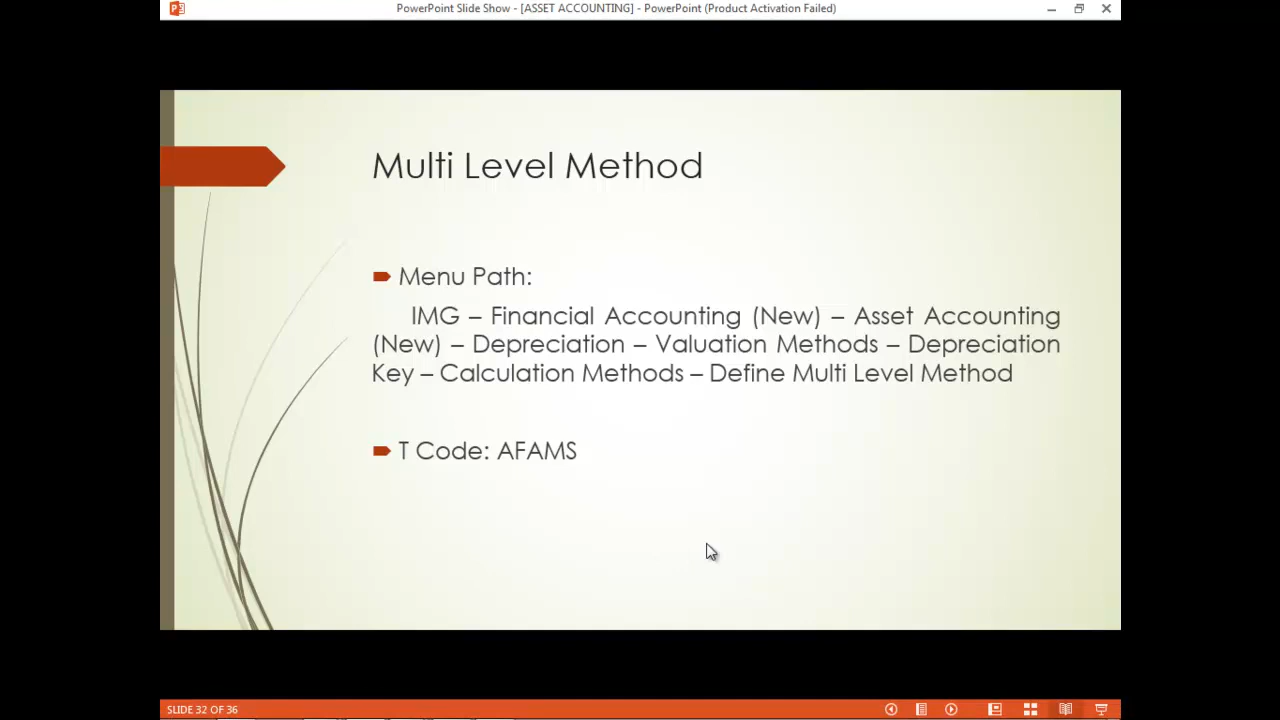 PowerPoint Slide Show - [ASSET ACCOUNTING] - PowerPoint (Product Activation Failed)
Multi Level Method
Menu Path:
IMG – Financial Accounting (New) – Asset Accounting
(New) – Depreciation – Valuation Methods – Depreciation
Key – Calculation Methods – Define Multi Level Method
T Code: AFAMS
SLIDE 32 OF 36